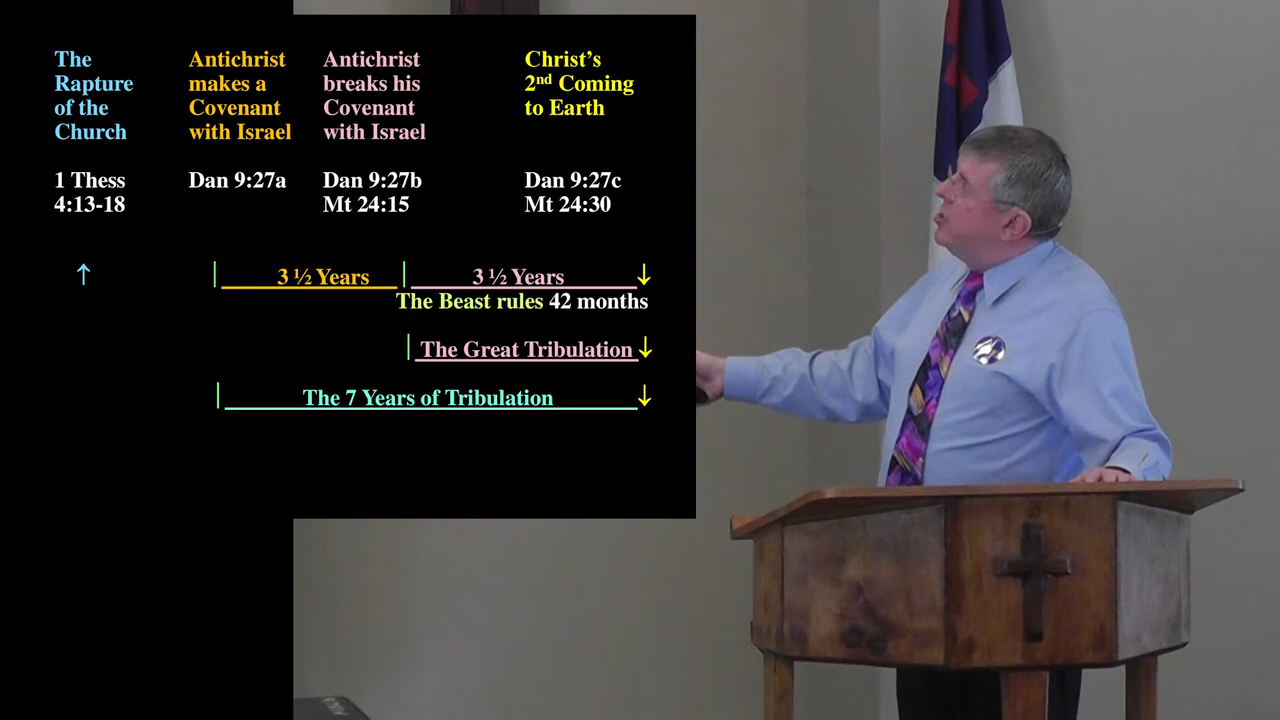 The
Rapture
of the
Church
1 Thess
4:13-18
Antichrist
makes a
Covenant
with Israel
Dan 9:27a
Antichrist
breaks his
Covenant
with Israel
Dan 9:27b
Mt 24:15
Christ’s
2nd Coming
to Earth
Dan 9:27c
Mt 24:30
↑
3 ½ Years
3 ½ Years ↓
The Beast rules 42 months
The Great Tribulation ↓
The 7 Years of Tribulation ↓